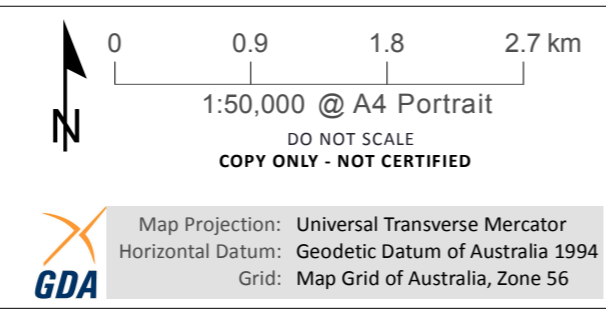 0 0.9 1.8 2.7 km
N
1:50,000 @ A4 Portrait
DO NOT SCALE
COPY ONLY - NOT CERTIFIED
GDA
Map Projection: Universal Transverse Mercator
Horizontal Datum: Geodetic Datum of Australia 1994
Grid: Map Grid of Australia, Zone 56